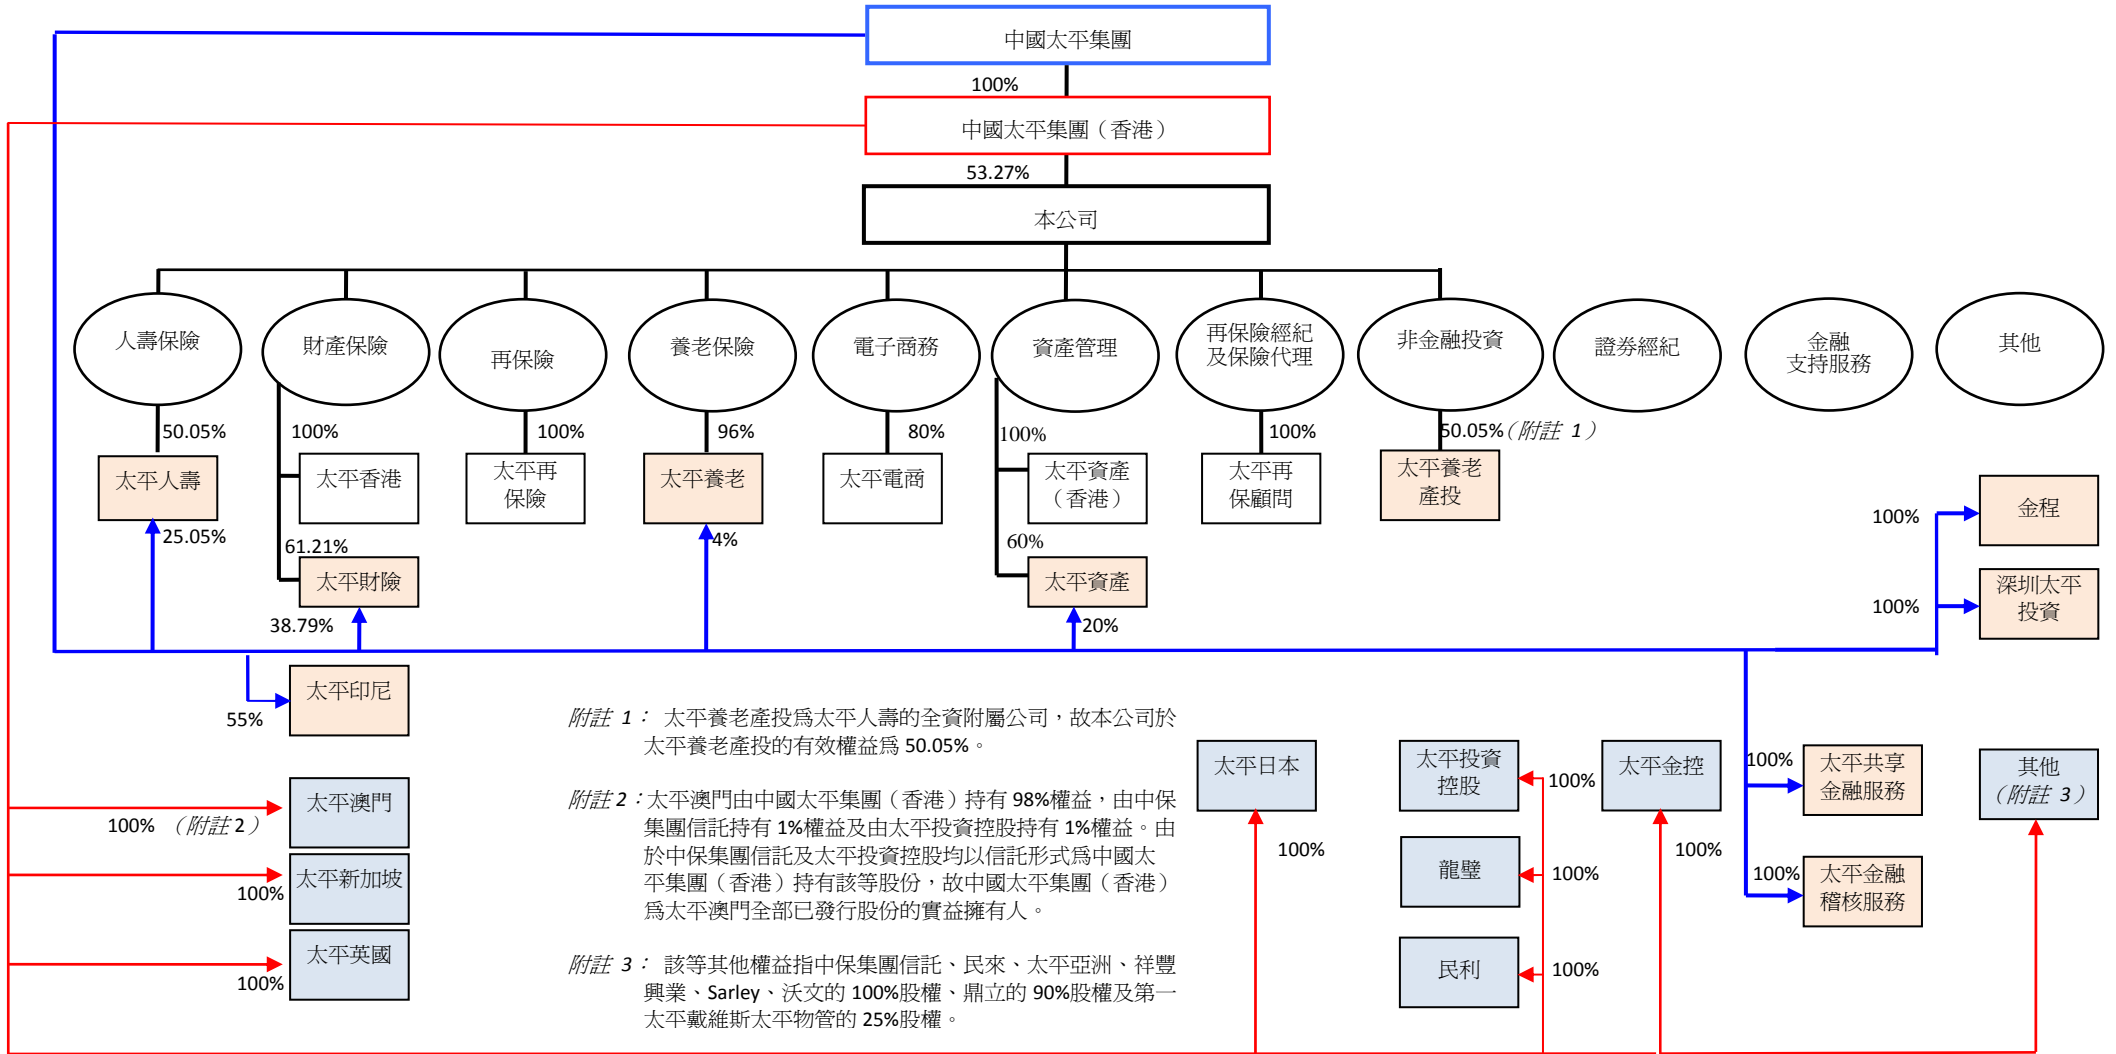 中國太平集團
100%
中國太平集團（香港）
53.27%
本公司
人壽保險
財產保險
再保險
養老保險
電子商務
資產管理
再保險經紀
及保險代理
非金融投資
證券經紀
金融
支持服務
其他
50.05%
100%
100%
96%
80%
100%
100%
50.05%（附註 1）
太平人壽
太平香港
太平再
保險
太平養老
太平電商
太平資產
（香港）
太平再
保顧問
太平養老
產投
100%
金程
25.05%
61.21%
4%
60%
太平財險
太平資產
100%
深圳太平
投資
38.79%
20%
太平印尼
55%
附註 1： 太平養老產投爲太平人壽的全資附屬公司，故本公司於
太平養老產投的有效權益爲 50.05%。
附註 2：太平澳門由中國太平集團（香港）持有 98%權益，由中保
集團信託持有 1%權益及由太平投資控股持有 1%權益。由
於中保集團信託及太平投資控股均以信託形式爲中國太
平集團（香港）持有該等股份，故中國太平集團（香港）
爲太平澳門全部已發行股份的實益擁有人。
附註 3： 該等其他權益指中保集團信託、民來、太平亞洲、祥豐
興業、Sarley、沃文的 100%股權、鼎立的 90%股權及第一
太平戴維斯太平物管的 25%股權。
太平澳門
100% （附註 2）
太平新加坡
100%
太平英國
100%
太平日本
100%
太平投資
控股
100%
龍璧
100%
民利
100%
太平金控
100%
100%
太平共享
金融服務
100%
太平金融
稽核服務
其他
（附註 3）